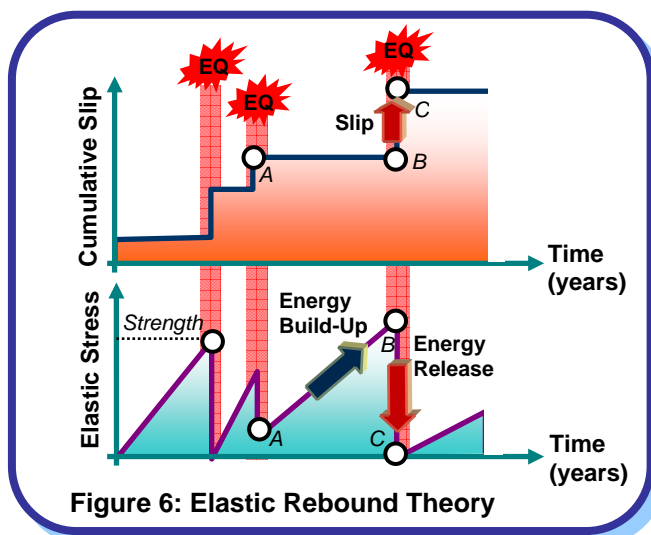 EQ
EQ
EQ
Cumulative Slip
Slip
A
B
C
Time
(years)
Elastic Stress
Strength
Energy
Build-Up
A
B
C
Energy
Release
Time
(years)
Figure 6: Elastic Rebound Theory